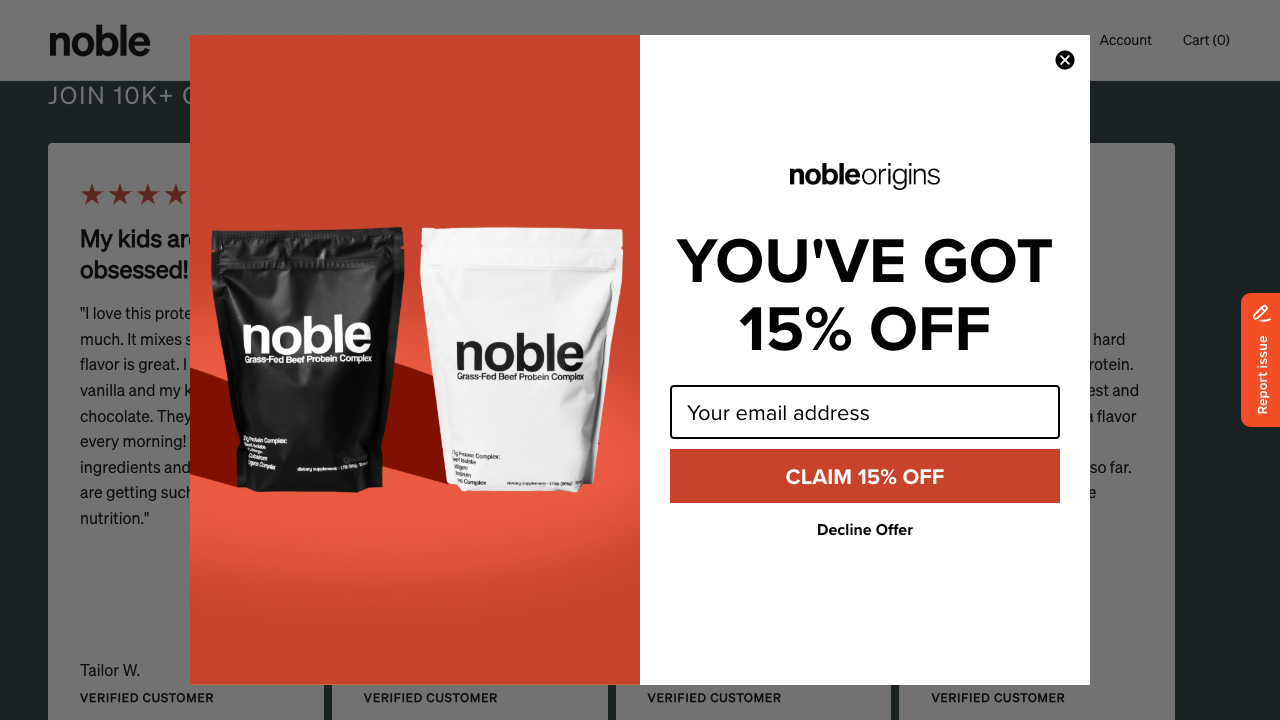 noble
Account
Cart (0)
JOIN 10K+
My kids are
obsessed!
"I love this prote
much. It mixes s
flavor is great. I
vanilla and my k
chocolate. They
every morning!
ingredients and
are getting such
nutrition."
Tailor W.
VERIFIED CUSTOMER
VERIFIED CUSTOMER
VERIFIED CUSTOMER
VERIFIED CUSTOMER
hard
rotein.
est and
flavor
so far.
noble
Grass-Fed Beef Protein Complex
dietary supplement
noble
Grass-Fed Beef Protein Complex
dietary supplement
nobleorigins
YOU'VE GOT
15% OFF
Your email address
CLAIM 15% OFF
Decline Offer
Report issue